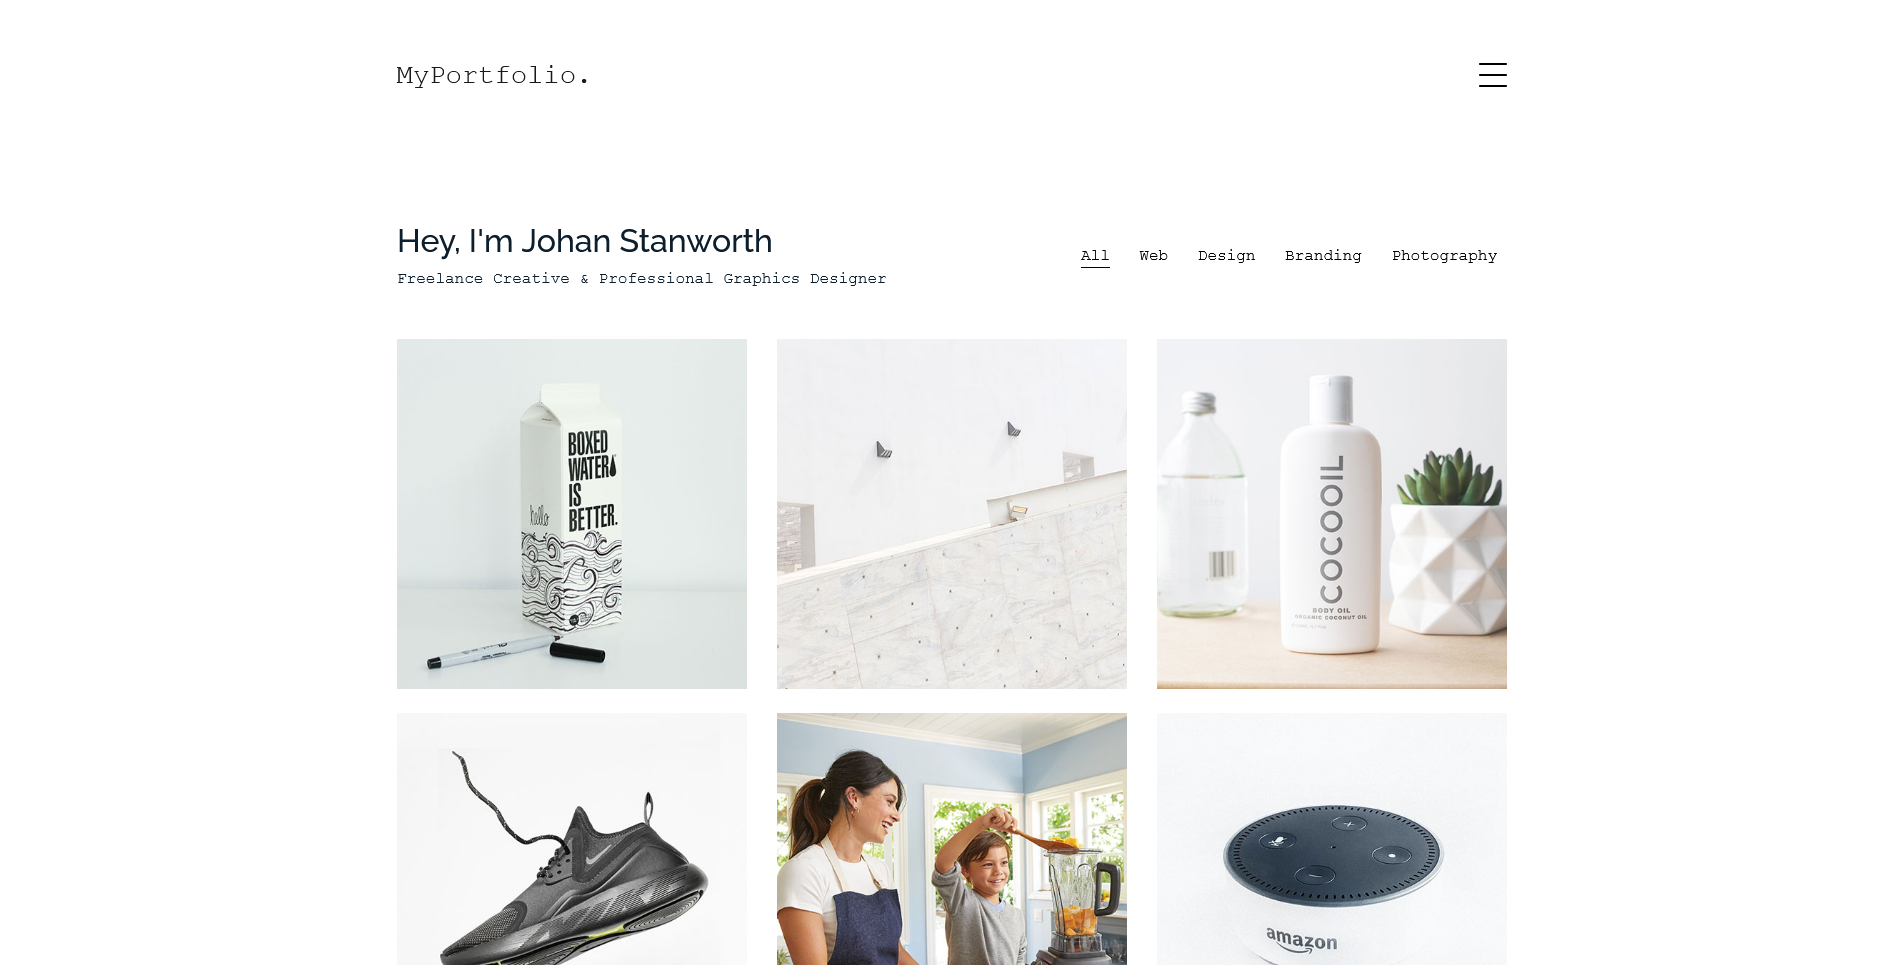 MyPortfolio.
Hey, I'm Johan Stanworth
Freelance Creative & Professional Graphics Designer
All Web Design Branding Photography
BOXED
WATER
IS
BETTER.
hello
COCOOIL
BODY OIL
ORGANIC COCONUT OIL
amazon